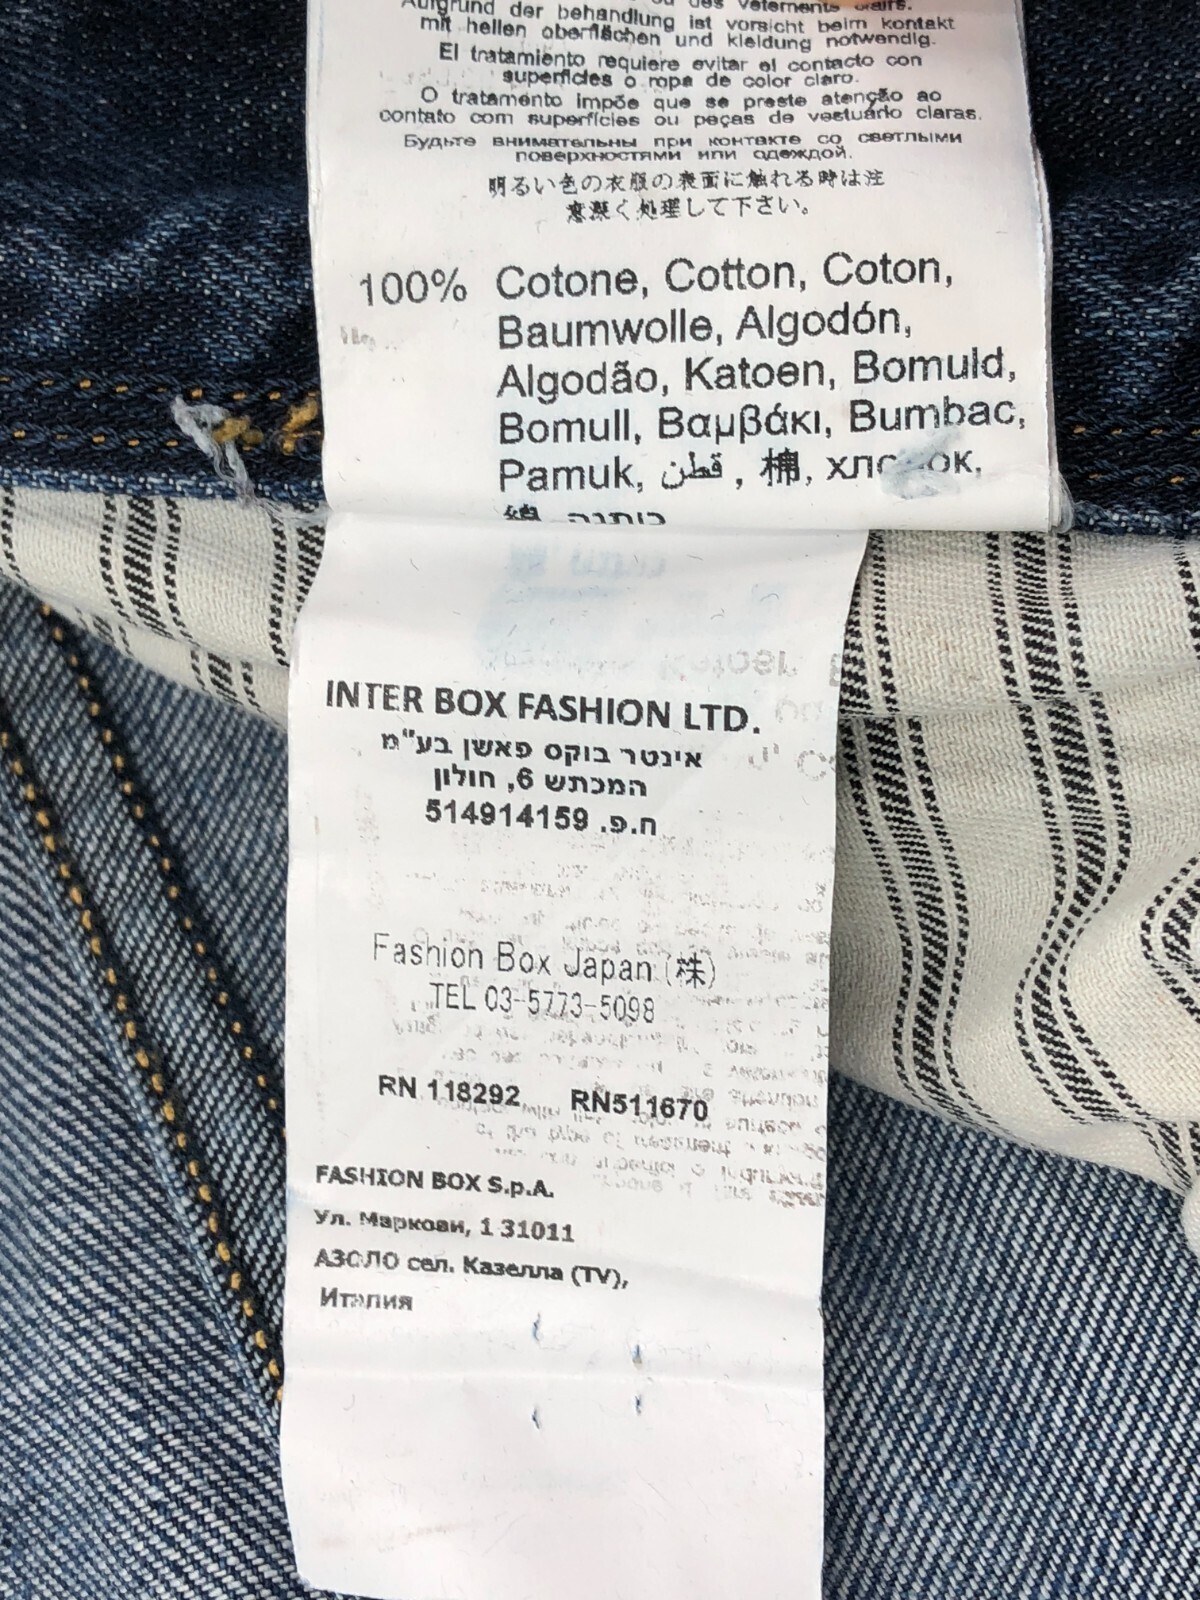 des vêtements clairs.
Aufgrund der behandlung ist vorsicht beim kontakt
mit hellen oberflächen und kleidung notwendig.
El tratamiento requiere evitar el contacto con
superficies o ropa de color claro.
O tratamento impõe que se preste atenção ao
contato com superfícies ou peças de vestuário claras.
Будьте внимательны при контакте со светлыми
поверхностями или одеждой.
明るい色の衣服の表面に触れる時は注
意深く処理して下さい。
100% Cotone, Cotton, Coton,
Baumwolle, Algodón,
Algodão, Katoen, Bomuld,
Bomull, Βαμβάκι, Bumbac,
Pamuk, قطن, 棉,
綿, כותנה
INTER BOX FASHION LTD.
אינטר בוקס פאשן בע"מ
המכתש 6, חולון
ח.פ. 514914159
Fashion Box Japan (株)
TEL 03-5773-5098
RN 118292 RN511670
FASHION BOX S.p.A.
Ул. Маркони, 1 31011
АЗОЛО сел. Казелла (TV),
Италия